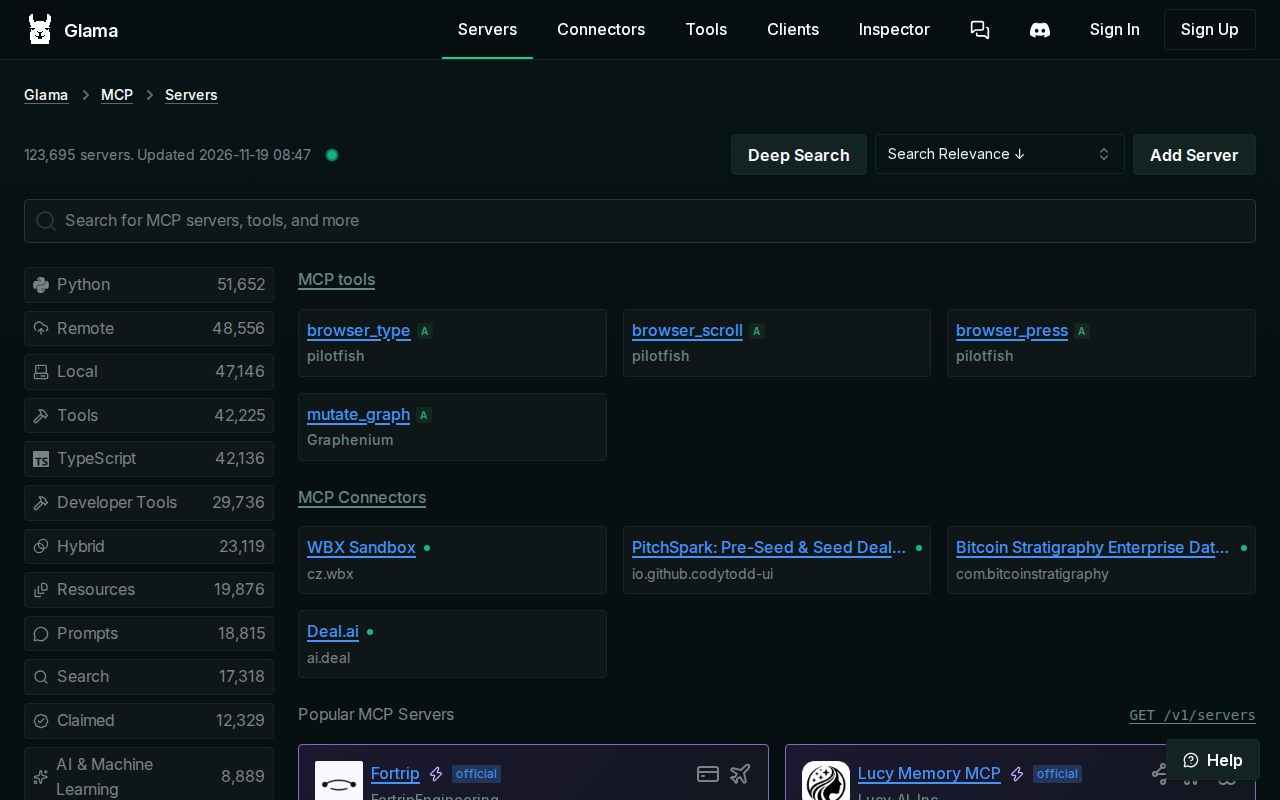 Glama
Servers
Connectors
Tools
Clients
Inspector
Sign In
Sign Up
Glama
MCP
Servers
123,695 servers. Updated 2026-11-19 08:47
Deep Search
Search Relevance ↓
Add Server
Search for MCP servers, tools, and more
Python 51,652
Remote 48,556
Local 47,146
Tools 42,225
TypeScript 42,136
Developer Tools 29,736
Hybrid 23,119
Resources 19,876
Prompts 18,815
Search 17,318
Claimed 12,329
AI & Machine
Learning 8,889
MCP tools
browser_type A
pilotfish
browser_scroll A
pilotfish
browser_press A
pilotfish
mutate_graph A
Graphenium
MCP Connectors
WBX Sandbox
cz.wbx
PitchSpark: Pre-Seed & Seed Deal...
io.github.codytodd-ui
Bitcoin Stratigraphy Enterprise Dat...
com.bitcoinstratigraphy
Deal.ai
ai.deal
Popular MCP Servers
GET /v1/servers
Fortrip official
FortripEngineering
Lucy Memory MCP official
Lucy AI, Inc
Help